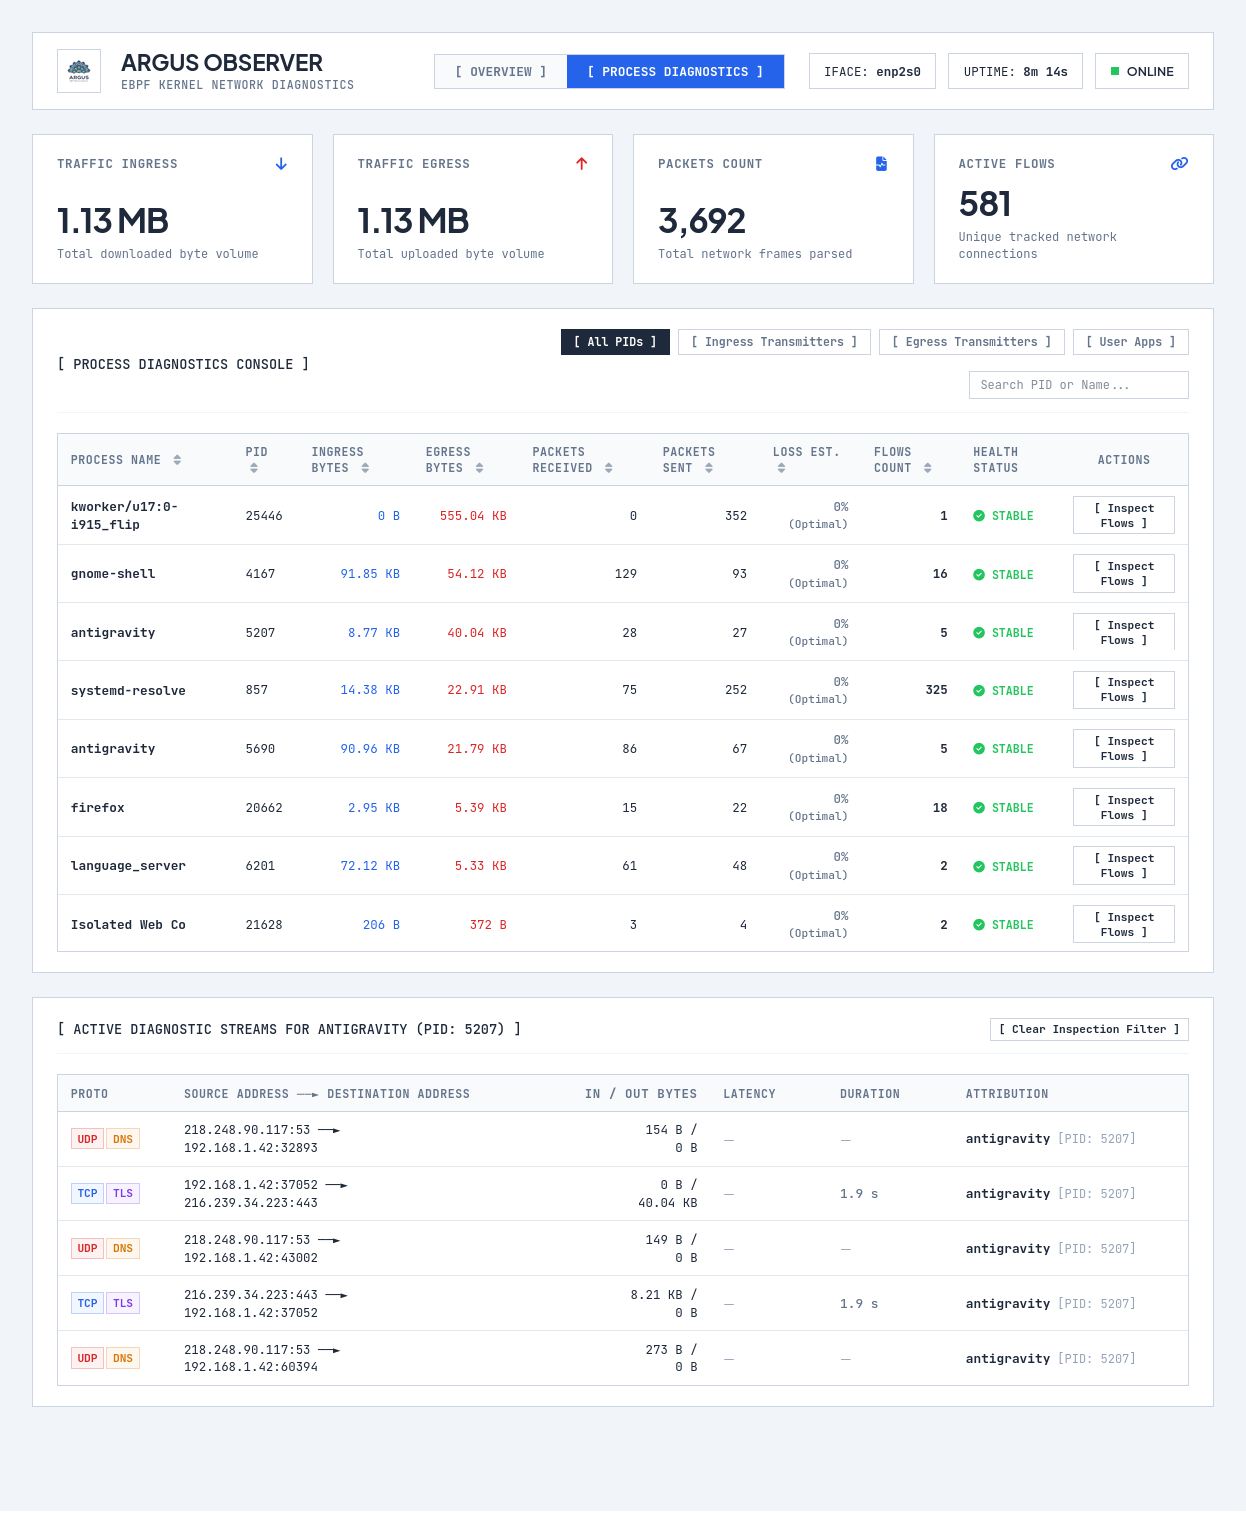 ARGUS
ARGUS OBSERVER
EBPF KERNEL NETWORK DIAGNOSTICS
[ OVERVIEW ] [ PROCESS DIAGNOSTICS ] IFACE: enp2s0 UPTIME: 8m 14s ONLINE
TRAFFIC INGRESS
1.13 MB
Total downloaded byte volume
TRAFFIC EGRESS
1.13 MB
Total uploaded byte volume
PACKETS COUNT
3,692
Total network frames parsed
ACTIVE FLOWS
581
Unique tracked network
connections
[ PROCESS DIAGNOSTICS CONSOLE ]
[ All PIDs ] [ Ingress Transmitters ] [ Egress Transmitters ] [ User Apps ]
Search PID or Name...
PROCESS NAME PID INGRESS BYTES EGRESS BYTES PACKETS RECEIVED PACKETS SENT LOSS EST. FLOWS COUNT HEALTH STATUS ACTIONS
kworker/u17:0-i915_flip 25446 0 B 555.04 KB 0 352 0% (Optimal) 1 STABLE [ Inspect Flows ]
gnome-shell 4167 91.85 KB 54.12 KB 129 93 0% (Optimal) 16 STABLE [ Inspect Flows ]
antigravity 5207 8.77 KB 40.04 KB 28 27 0% (Optimal) 5 STABLE [ Inspect Flows ]
systemd-resolve 857 14.38 KB 22.91 KB 75 252 0% (Optimal) 325 STABLE [ Inspect Flows ]
antigravity 5690 90.96 KB 21.79 KB 86 67 0% (Optimal) 5 STABLE [ Inspect Flows ]
firefox 20662 2.95 KB 5.39 KB 15 22 0% (Optimal) 18 STABLE [ Inspect Flows ]
language_server 6201 72.12 KB 5.33 KB 61 48 0% (Optimal) 2 STABLE [ Inspect Flows ]
Isolated Web Co 21628 206 B 372 B 3 4 0% (Optimal) 2 STABLE [ Inspect Flows ]
[ ACTIVE DIAGNOSTIC STREAMS FOR ANTIGRAVITY (PID: 5207) ] [ Clear Inspection Filter ]
PROTO SOURCE ADDRESS ──► DESTINATION ADDRESS IN / OUT BYTES LATENCY DURATION ATTRIBUTION
UDP DNS 218.248.90.117:53 ──► 192.168.1.42:32893 154 B / 0 B — — antigravity [PID: 5207]
TCP TLS 192.168.1.42:37052 ──► 216.239.34.223:443 0 B / 40.04 KB — 1.9 s antigravity [PID: 5207]
UDP DNS 218.248.90.117:53 ──► 192.168.1.42:43002 149 B / 0 B — — antigravity [PID: 5207]
TCP TLS 216.239.34.223:443 ──► 192.168.1.42:37052 8.21 KB / 0 B — 1.9 s antigravity [PID: 5207]
UDP DNS 218.248.90.117:53 ──► 192.168.1.42:60394 273 B / 0 B — — antigravity [PID: 5207]